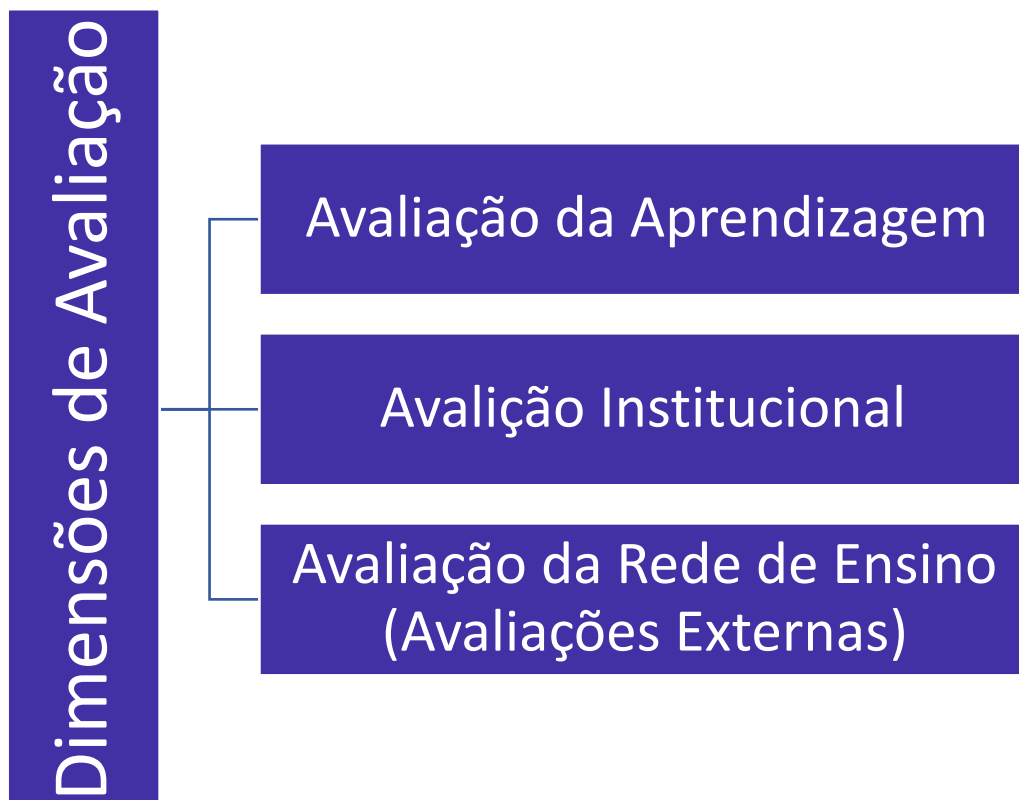 Dimensões de Avaliação
Avaliação da Aprendizagem
Avalição Institucional
Avaliação da Rede de Ensino
(Avaliações Externas)